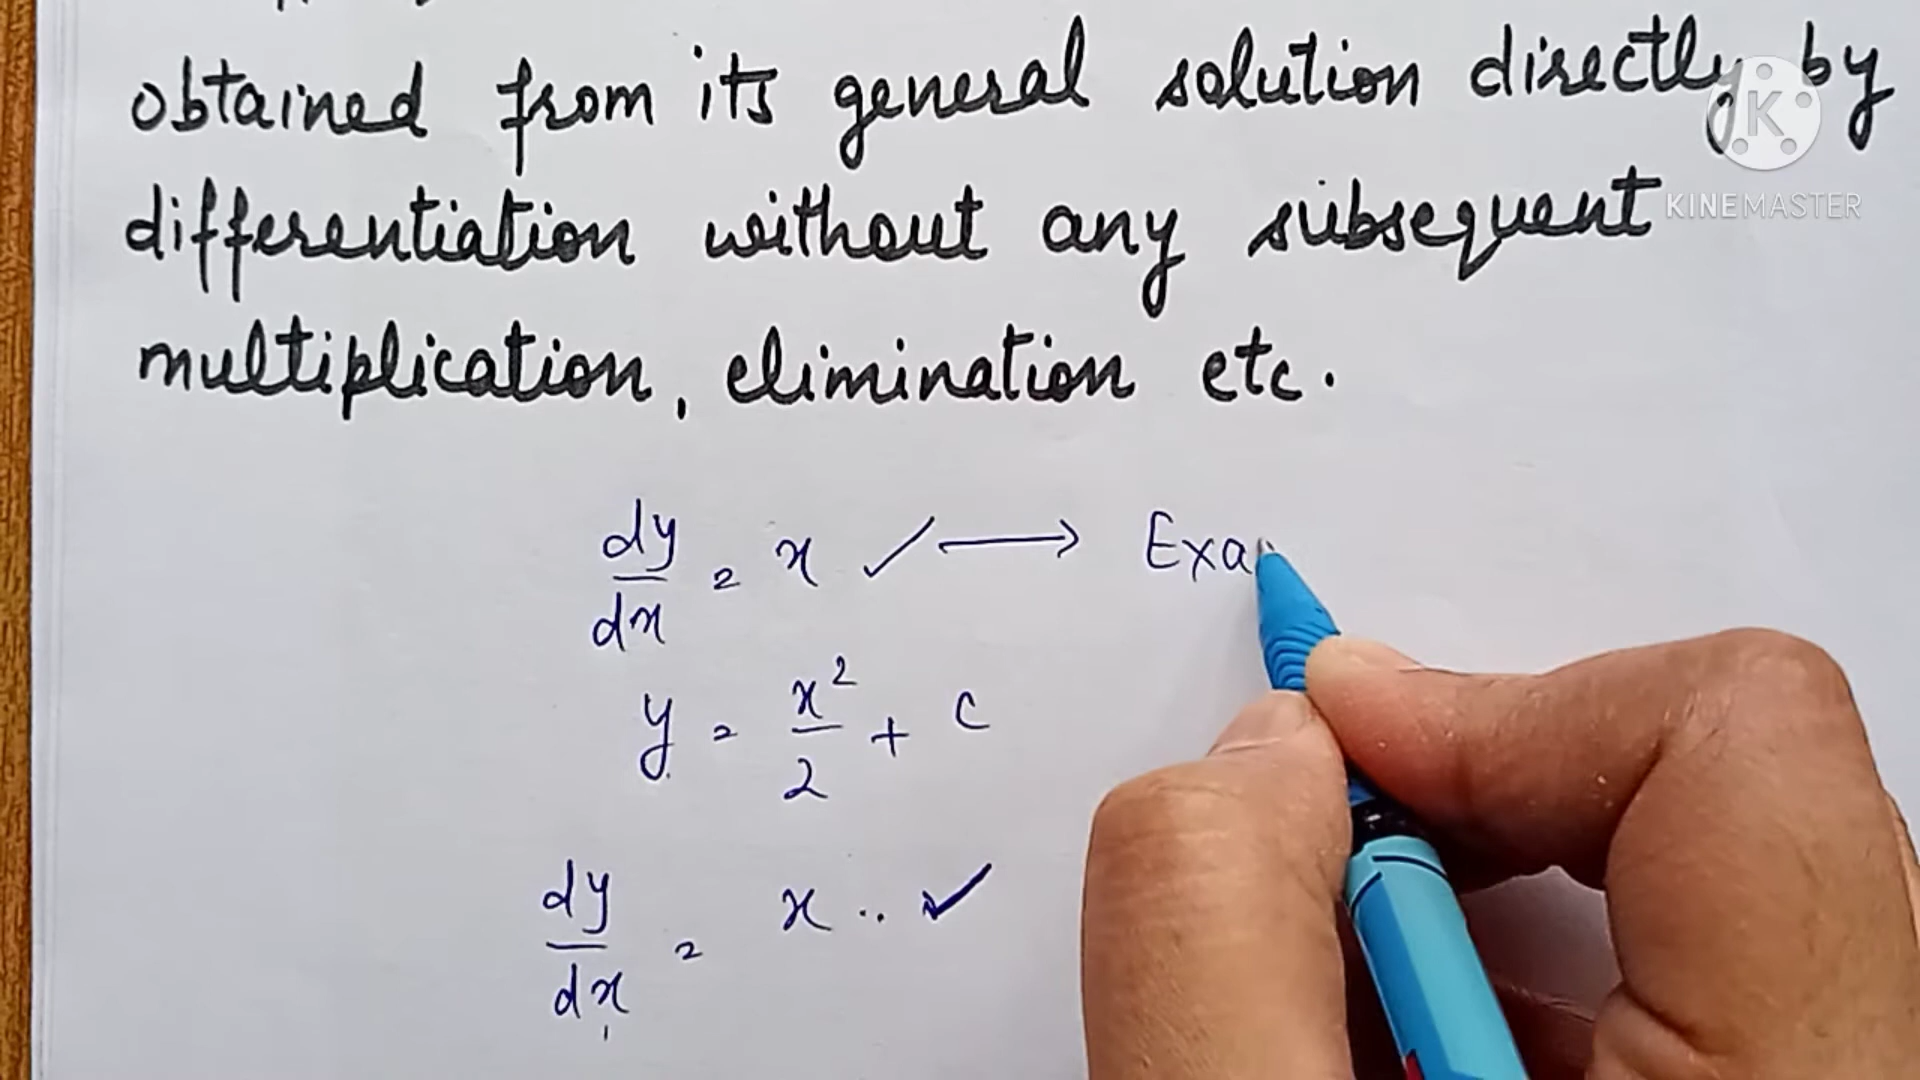 obtained from its general solution directly by
differentiation without any subsequent
multiplication, elimination etc.
K
KINEMASTER
dy/dx = x ✓ → Exa
y = x²/2 + c
dy/dx = x .. ✓